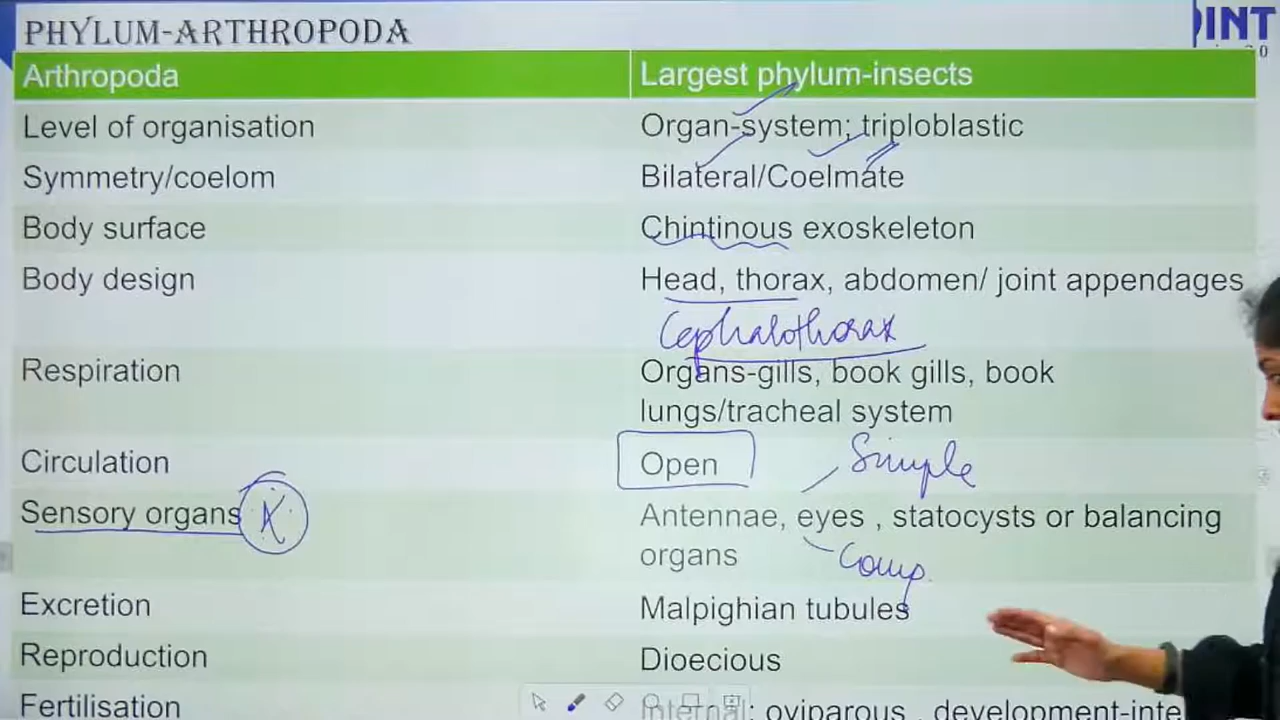 PHYLUM-ARTHROPODA
INT
Arthropoda Largest phylum-insects
Level of organisation Organ-system; triploblastic
Symmetry/coelom Bilateral/Coelmate
Body surface Chintinous exoskeleton
Body design Head, thorax, abdomen/ joint appendages
Cephalothorax
Respiration Organs-gills, book gills, book
lungs/tracheal system
Circulation Open
Simple
Sensory organs Antennae, eyes , statocysts or balancing
organs
Comp.
Excretion Malpighian tubules
Reproduction Dioecious
Fertilisation Internal; oviparous , development-inte